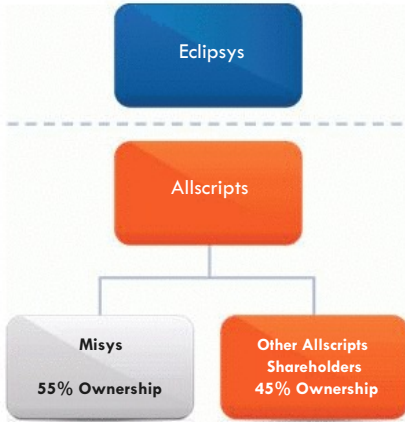 Eclipsys
Allscripts
Misys
55% Ownership
Other Allscripts
Shareholders
45% Ownership